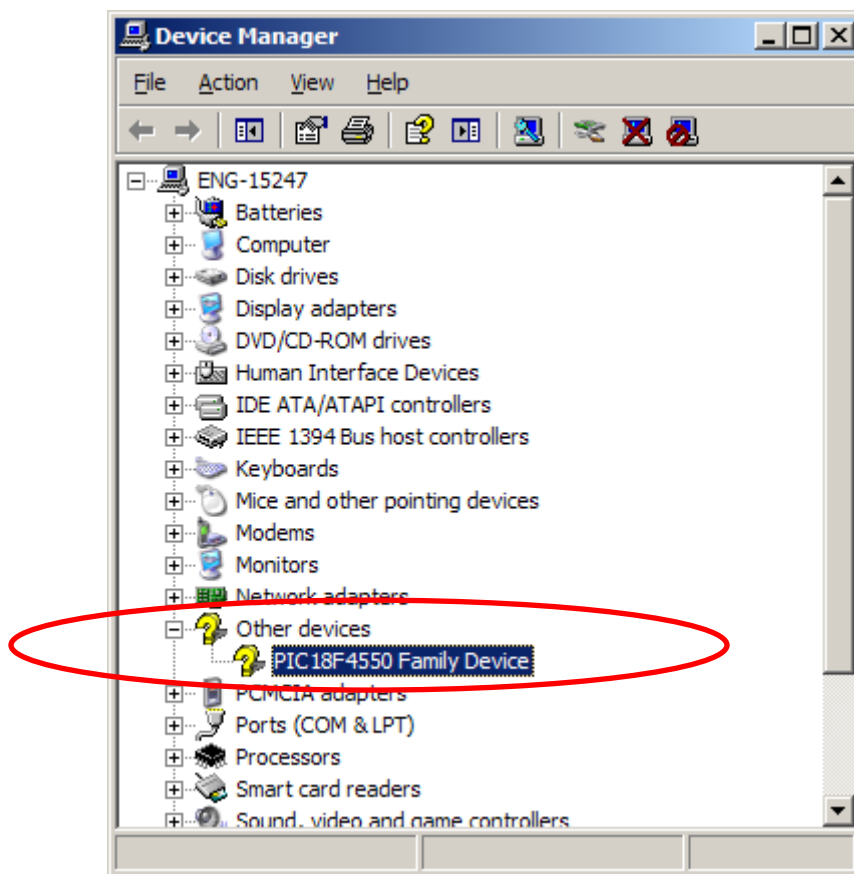 Device Manager
File Action View Help
ENG-15247
Batteries
Computer
Disk drives
Display adapters
DVD/CD-ROM drives
Human Interface Devices
IDE ATA/ATAPI controllers
IEEE 1394 Bus host controllers
Keyboards
Mice and other pointing devices
Modems
Monitors
Network adapters
Other devices
PIC18F4550 Family Device
PCMCIA adapters
Ports (COM & LPT)
Processors
Smart card readers
Sound, video and game controllers